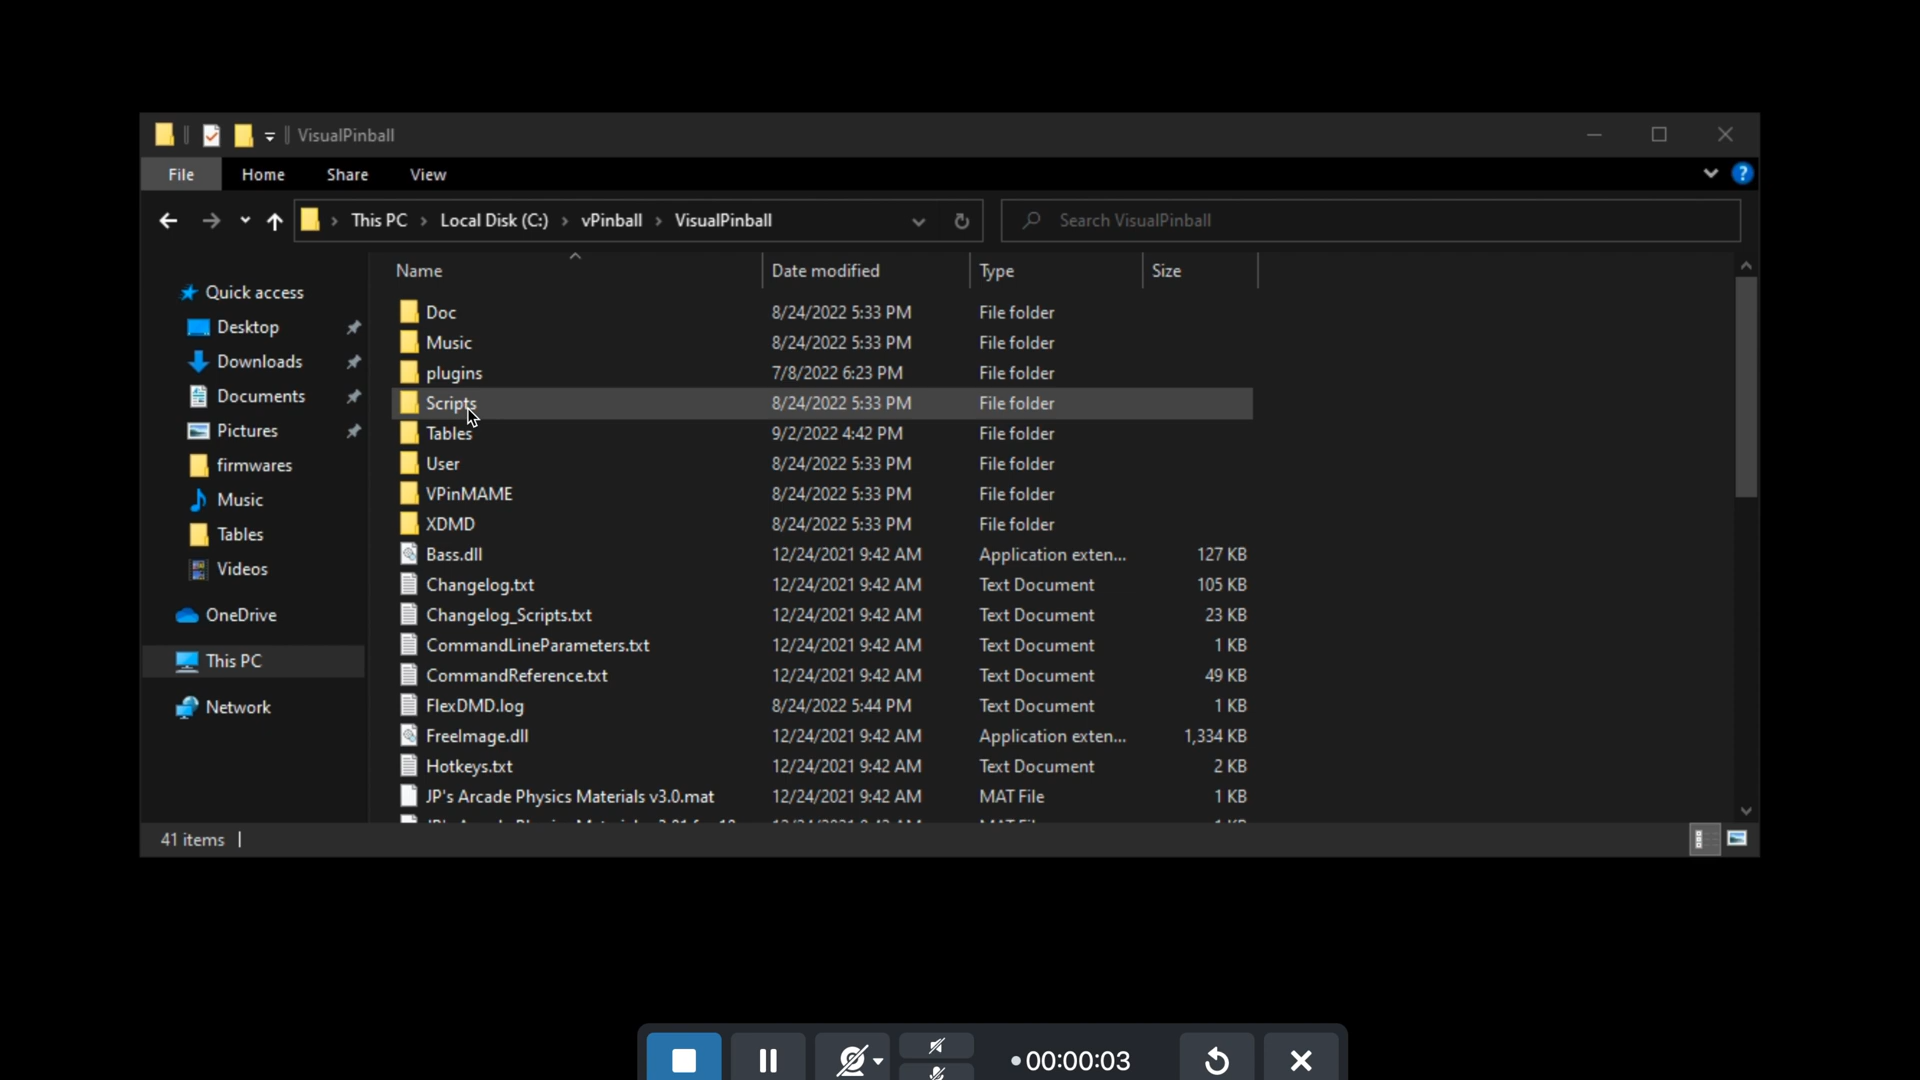 VisualPinball
File Home Share View
This PC Local Disk (C:) vPinball VisualPinball
Search VisualPinball
Name Date modified Type Size
Quick access
Desktop
Downloads
Documents
Pictures
firmwares
Music
Tables
Videos
OneDrive
This PC
Network
Doc 8/24/2022 5:33 PM File folder
Music 8/24/2022 5:33 PM File folder
plugins 7/8/2022 6:23 PM File folder
Scripts 8/24/2022 5:33 PM File folder
Tables 9/2/2022 4:42 PM File folder
User 8/24/2022 5:33 PM File folder
VPinMAME 8/24/2022 5:33 PM File folder
XDMD 8/24/2022 5:33 PM File folder
Bass.dll 12/24/2021 9:42 AM Application exten... 127 KB
Changelog.txt 12/24/2021 9:42 AM Text Document 105 KB
Changelog_Scripts.txt 12/24/2021 9:42 AM Text Document 23 KB
CommandLineParameters.txt 12/24/2021 9:42 AM Text Document 1 KB
CommandReference.txt 12/24/2021 9:42 AM Text Document 49 KB
FlexDMD.log 8/24/2022 5:44 PM Text Document 1 KB
FreeImage.dll 12/24/2021 9:42 AM Application exten... 1,334 KB
Hotkeys.txt 12/24/2021 9:42 AM Text Document 2 KB
JP's Arcade Physics Materials v3.0.mat 12/24/2021 9:42 AM MAT File 1 KB
41 items
00:00:03